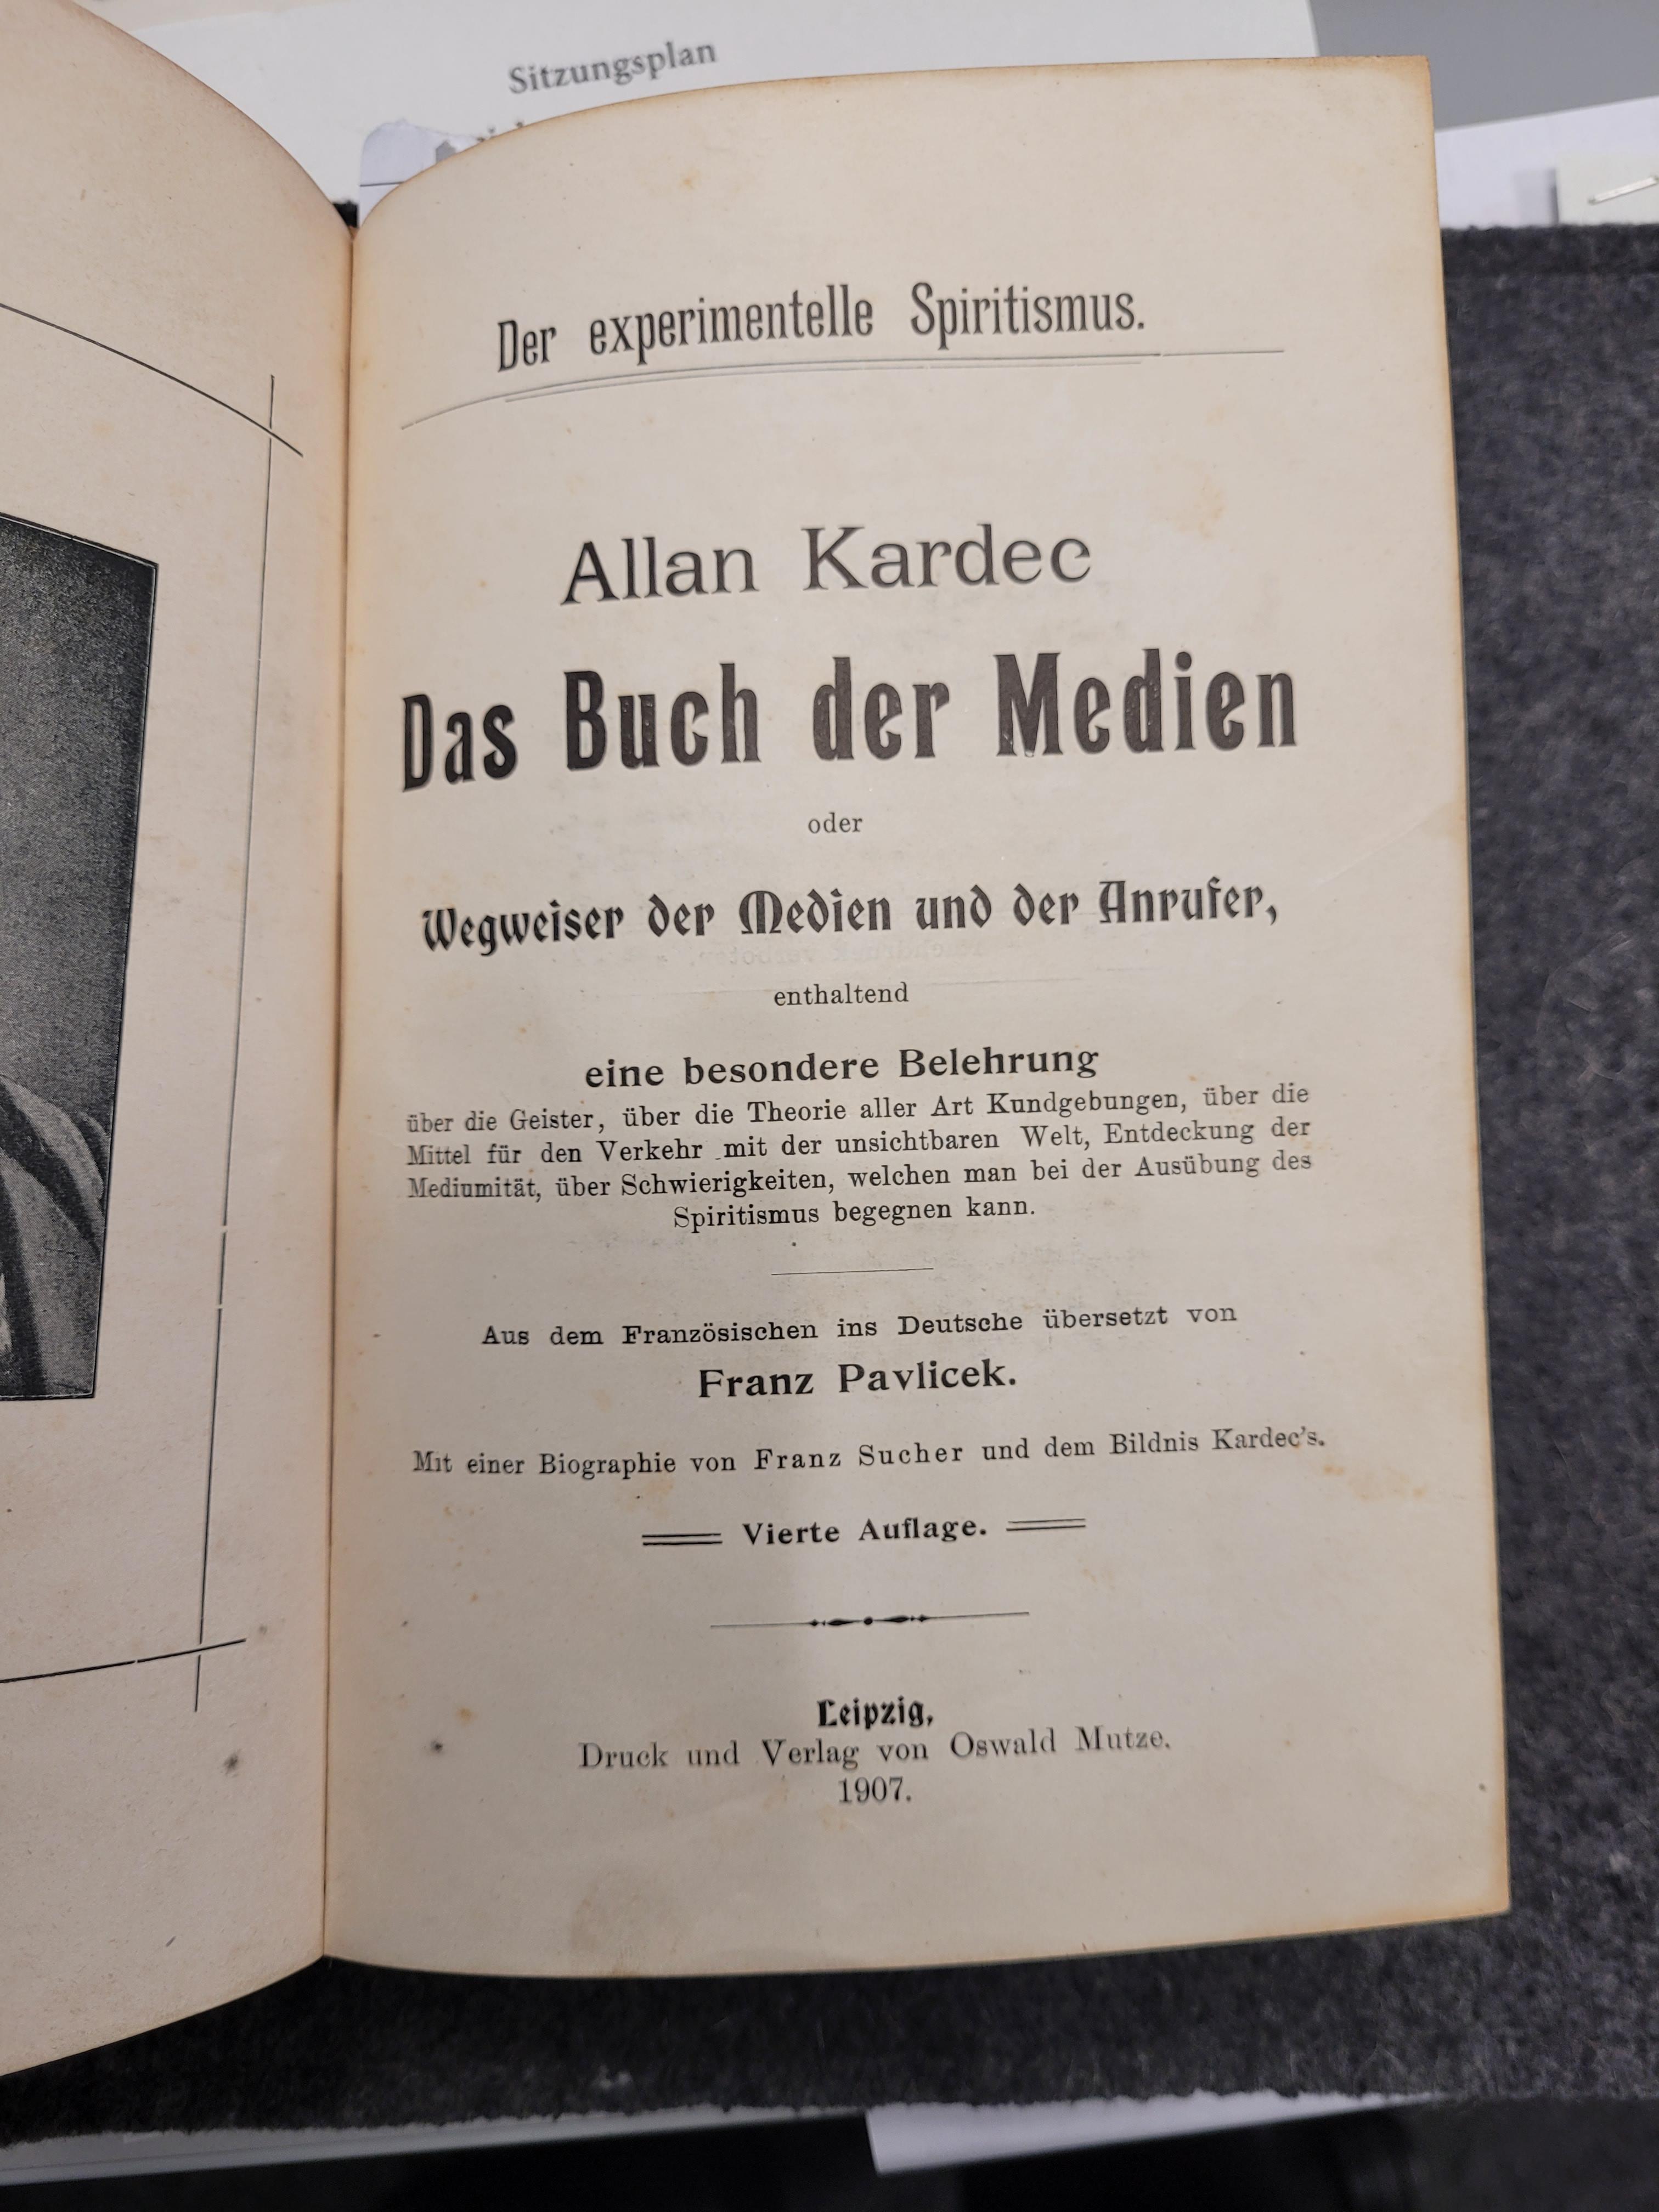 Sitzungsplan
Der experimentelle Spiritismus.
Allan Kardec
Das Buch der Medien
oder
Wegweiser der Medien und der Anrufer,
enthaltend
eine besondere Belehrung
über die Geister, über die Theorie aller Art Kundgebungen, über die
Mittel für den Verkehr mit der unsichtbaren Welt, Entdeckung der
Mediumität, über Schwierigkeiten, welchen man bei der Ausübung des
Spiritismus begegnen kann.
Aus dem Französischen ins Deutsche übersetzt von
Franz Pavlicek.
Mit einer Biographie von Franz Sucher und dem Bildnis Kardec's.
Vierte Auflage.
Leipzig,
Druck und Verlag von Oswald Mutze.
1907.